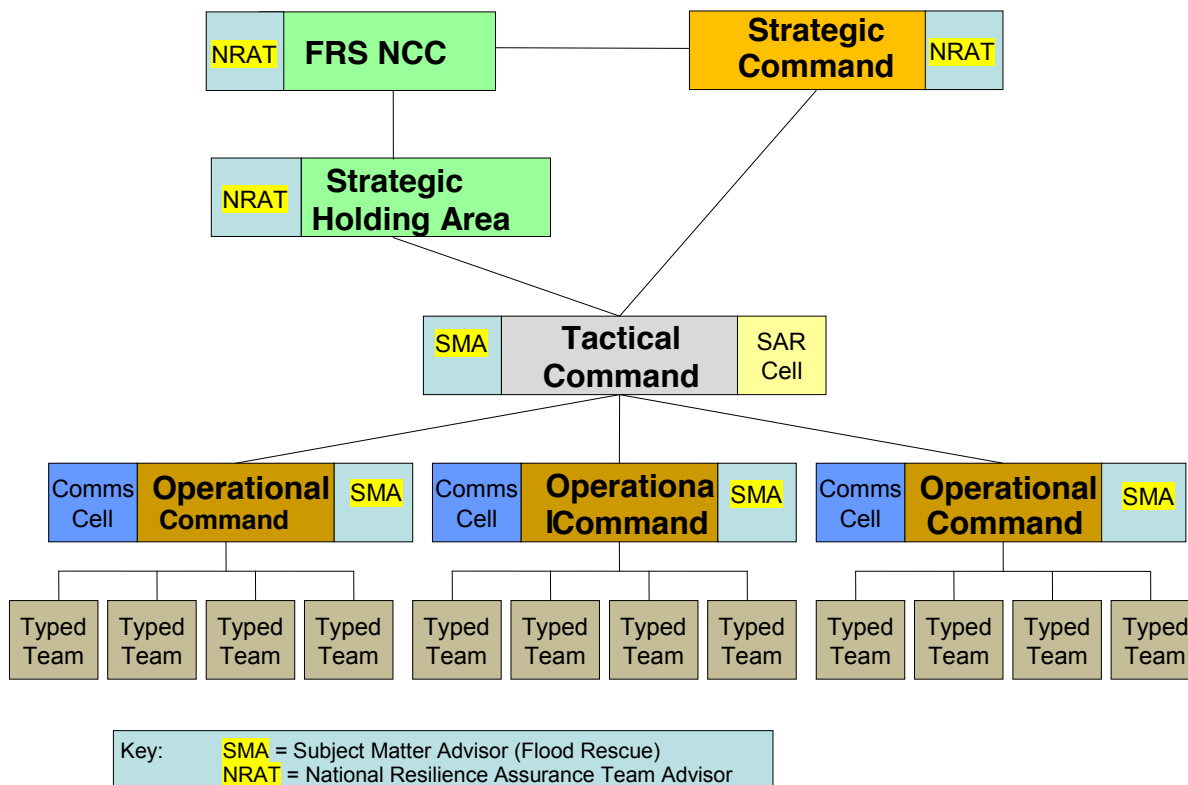 NRAT
FRS NCC
Strategic
Command
NRAT
NRAT
Strategic
Holding Area
SMA
Tactical
Command
SAR
Cell
Comms
Cell
Operational
Command
SMA
Comms
Cell
Operationa
lCommand
SMA
Comms
Cell
Operational
Command
SMA
Typed
Team
Typed
Team
Typed
Team
Typed
Team
Typed
Team
Typed
Team
Typed
Team
Typed
Team
Typed
Team
Typed
Team
Typed
Team
Typed
Team
Key: SMA = Subject Matter Advisor (Flood Rescue)
NRAT = National Resilience Assurance Team Advisor